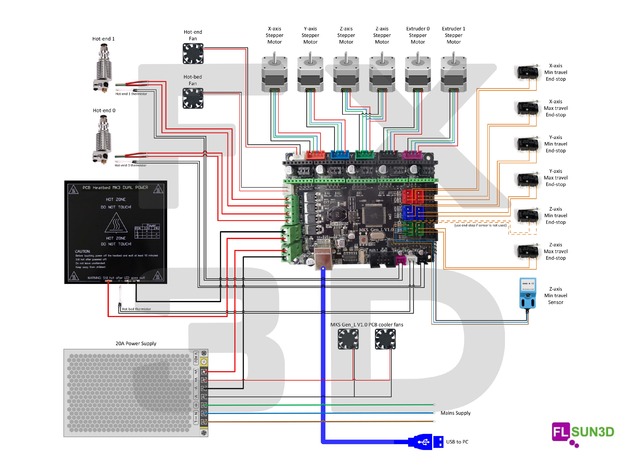 Hot-end 1
Hot-end
Fan
X-axis
Stepper
Motor
Y-axis
Stepper
Motor
Z-axis
Stepper
Motor
Z-axis
Stepper
Motor
Extruder 0
Stepper
Motor
Extruder 1
Stepper
Motor
X-axis
Min travel
End-stop
Hot-bed
Fan
Hot-end 1 thermistor
X-axis
Max travel
End-stop
Hot-end 0
Y-axis
Min travel
End-stop
Hot-end 0 thermistor
Y-axis
Max travel
End-stop
PCB Heatbed MK3 DUAL POWER
HOT ZONE
DO NOT TOUCH!
HOT ZONE
DO NOT TOUCH!
CAUTION:
Z-axis
Min travel
End-stop
MKS Gen_L V1.0
Z-axis
Max travel
End-stop
Hot bed thermistor
Z-axis
Min travel
Sensor
MKS Gen_L V1.0 PCB cooler fans
20A Power Supply
Mains Supply
USB to PC
FLSUN3D